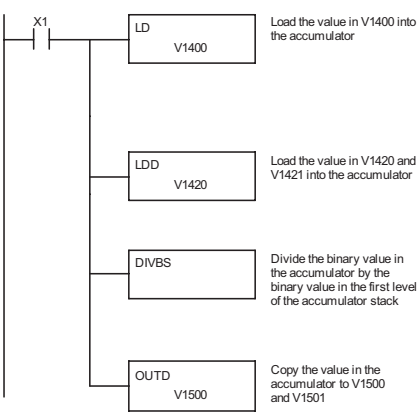 X1
LD
V1400
Load the value in V1400 into
the accumulator
LDD
V1420
Load the value in V1420 and
V1421 into the accumulator
DIVBS
Divide the binary value in
the accumulator by the
binary value in the first level
of the accumulator stack
OUTD
V1500
Copy the value in the
accumulator to V1500
and V1501